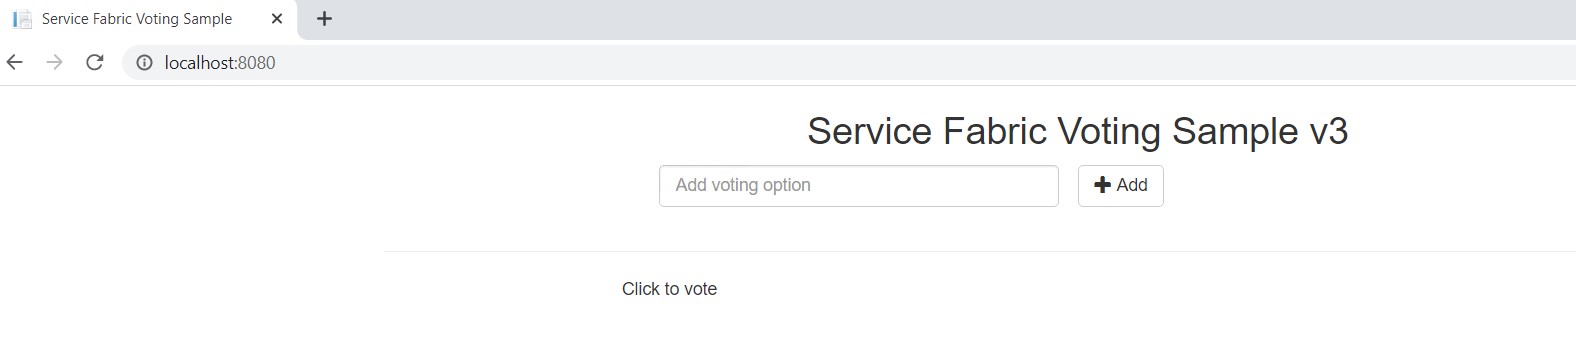 Service Fabric Voting Sample
localhost:8080
Service Fabric Voting Sample v3
Add voting option
Add
Click to vote